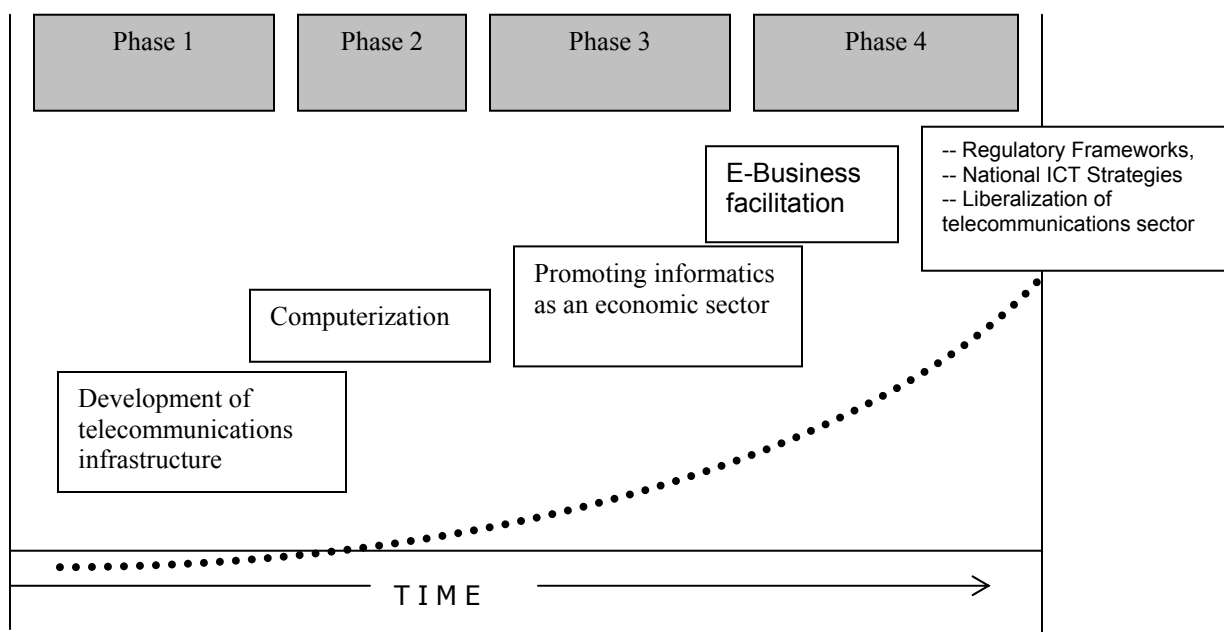 Phase 1
Phase 2
Phase 3
Phase 4
-- Regulatory Frameworks,
-- National ICT Strategies
-- Liberalization of
telecommunications sector
E-Business
facilitation
Promoting informatics
as an economic sector
Computerization
Development of
telecommunications
infrastructure
TIME